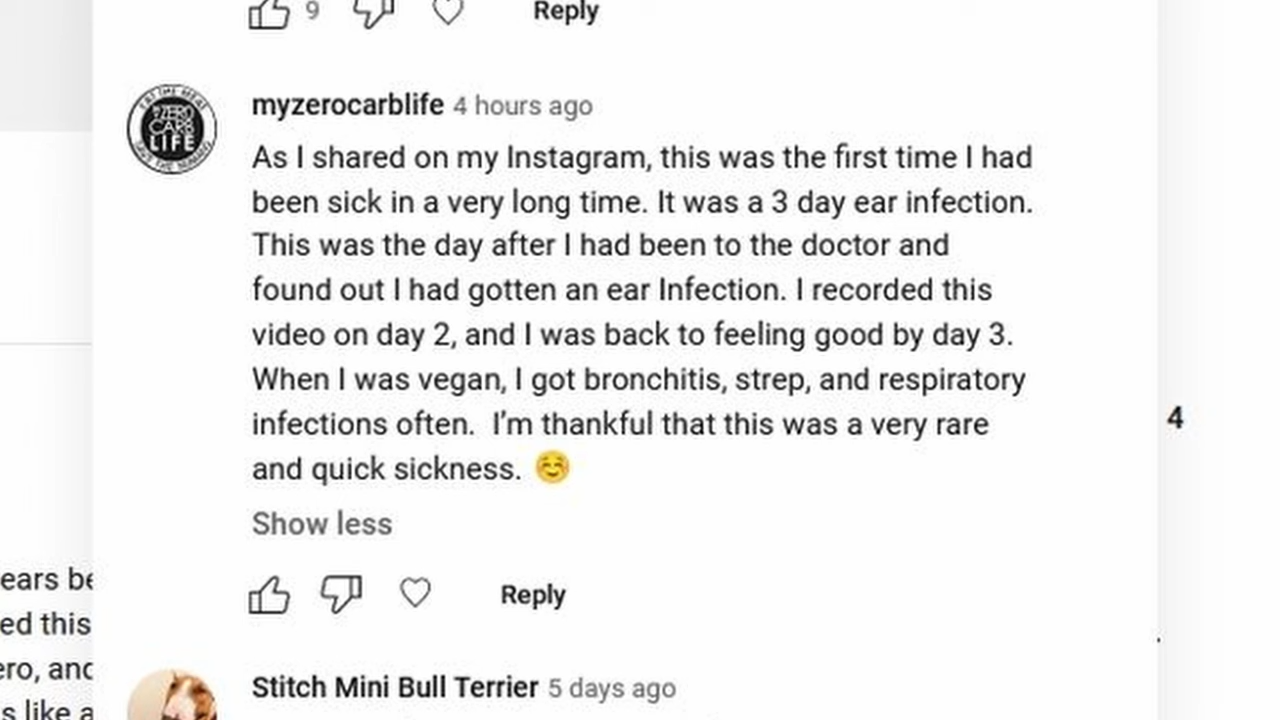 9 Reply
myzerocarblife 4 hours ago
As I shared on my Instagram, this was the first time I had
been sick in a very long time. It was a 3 day ear infection.
This was the day after I had been to the doctor and
found out I had gotten an ear Infection. I recorded this
video on day 2, and I was back to feeling good by day 3.
When I was vegan, I got bronchitis, strep, and respiratory
infections often.  I'm thankful that this was a very rare
and quick sickness. ☺️
Show less
Reply
Stitch Mini Bull Terrier 5 days ago
ZERO
CARB
LIFE
4
ears be
ed this
ero, and
s like a